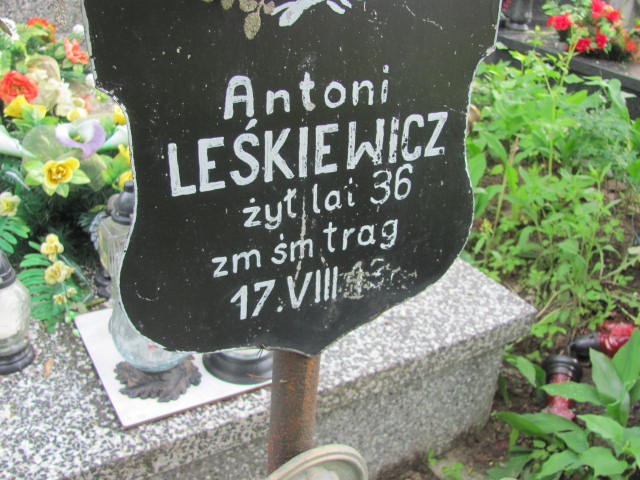 Antoni
LEŚKIEWICZ
żył lat 36
zm śm trag
17.VIII